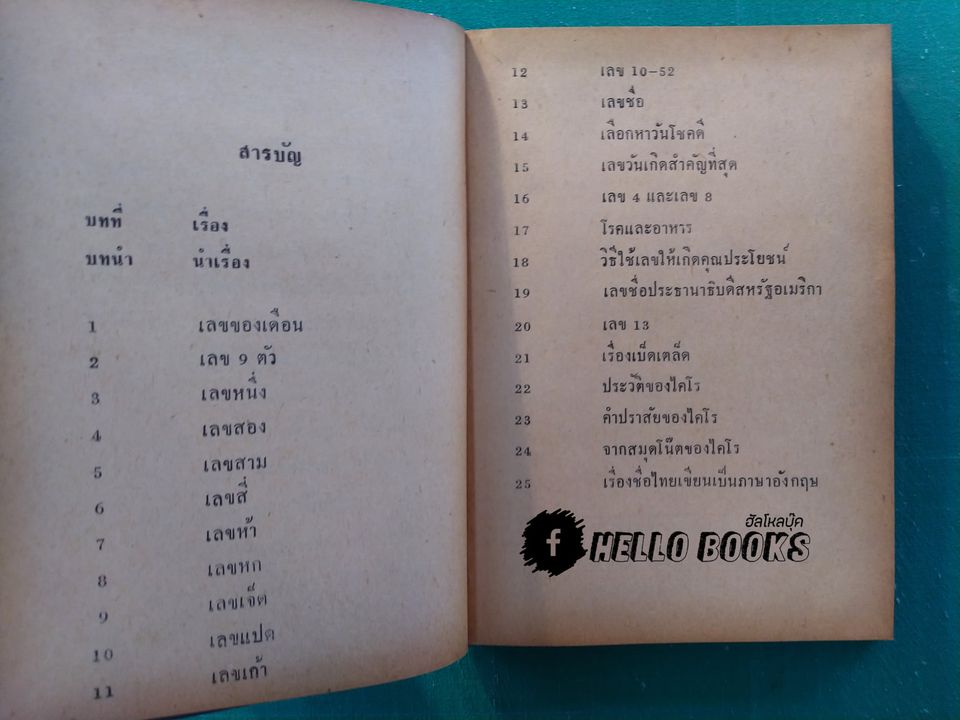 สารบัญ
บทที่ เรื่อง
บทนำ นำเรื่อง
1 เลขของเดือน
2 เลข 9 ตัว
3 เลขหนึ่ง
4 เลขสอง
5 เลขสาม
6 เลขสี่
7 เลขห้า
8 เลขหก
9 เลขเจ็ด
10 เลขแปด
11 เลขเก้า
12 เลข 10-52
13 เลขชื่อ
14 เลือกหาวันโชคดี
15 เลขวันเกิดสำคัญที่สุด
16 เลข 4 และเลข 8
17 โรคและอาหาร
18 วิธีใช้เลขให้เกิดคุณประโยชน์
19 เลขชื่อประธานาธิบดีสหรัฐอเมริกา
20 เลข 13
21 เรื่องเบ็ดเตล็ด
22 ประวัติของไคโร
23 คำปราสัยของไคโร
24 จากสมุดโน๊ตของไคโร
25 เรื่องชื่อไทยเขียนเป็นภาษาอังกฤษ
ฮัลโหลบุ๊ค
f HELLO BOOKS